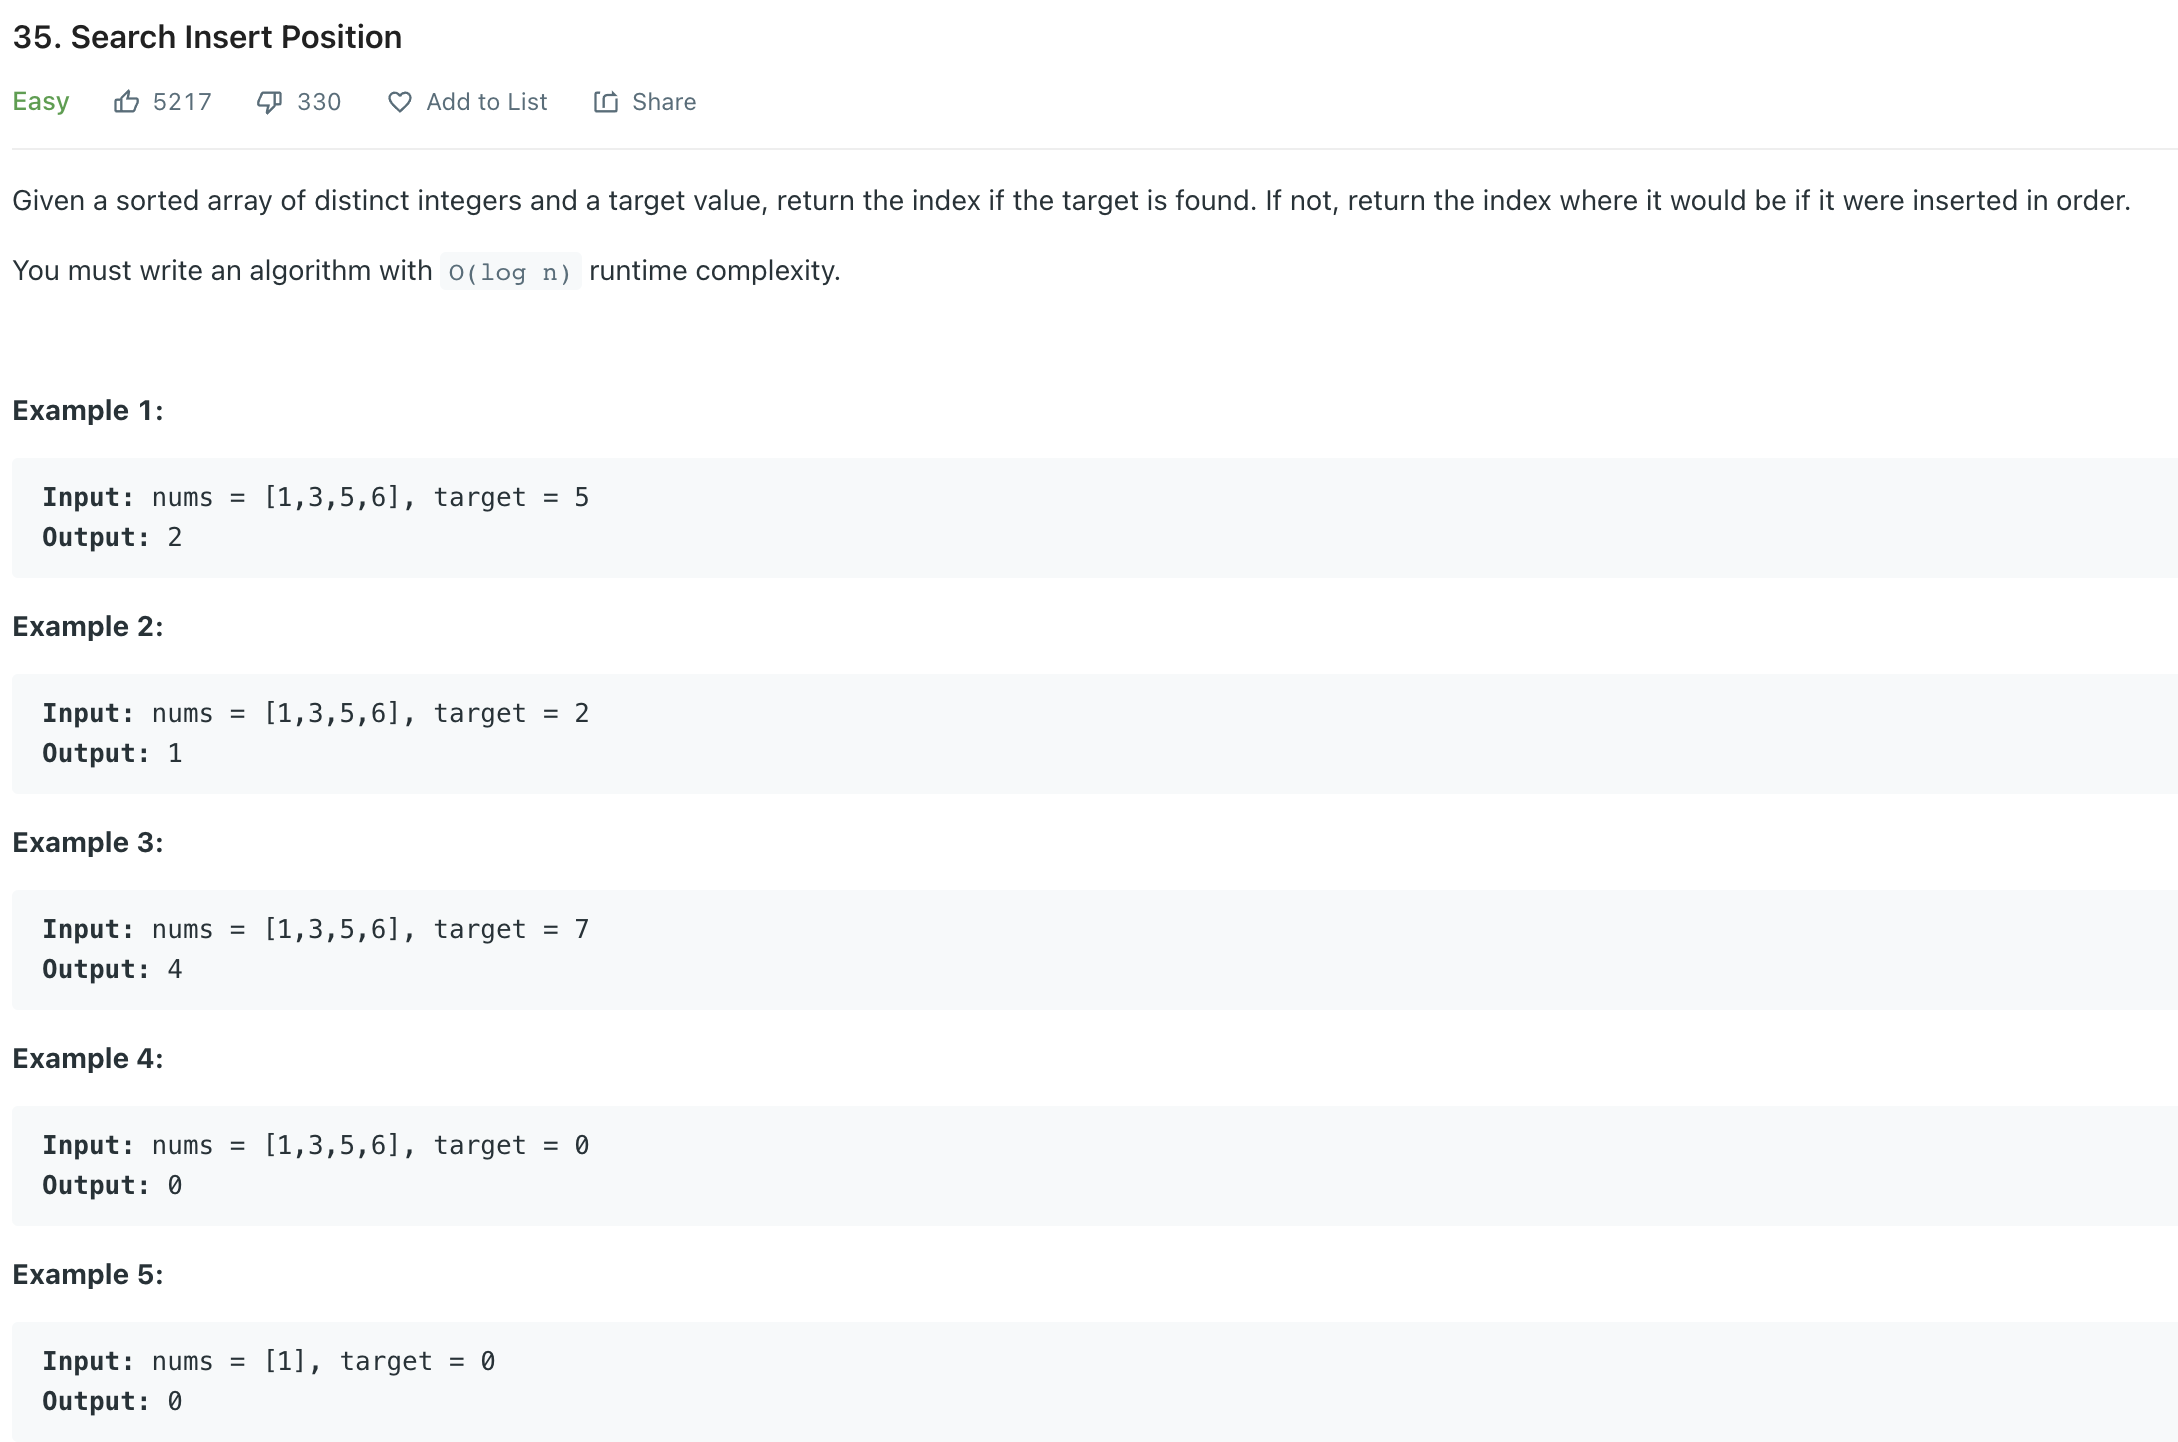 35. Search Insert Position
Easy 5217 330 Add to List Share
Given a sorted array of distinct integers and a target value, return the index if the target is found. If not, return the index where it would be if it were inserted in order.
You must write an algorithm with O(log n) runtime complexity.
Example 1:
Input: nums = [1,3,5,6], target = 5
Output: 2
Example 2:
Input: nums = [1,3,5,6], target = 2
Output: 1
Example 3:
Input: nums = [1,3,5,6], target = 7
Output: 4
Example 4:
Input: nums = [1,3,5,6], target = 0
Output: 0
Example 5:
Input: nums = [1], target = 0
Output: 0